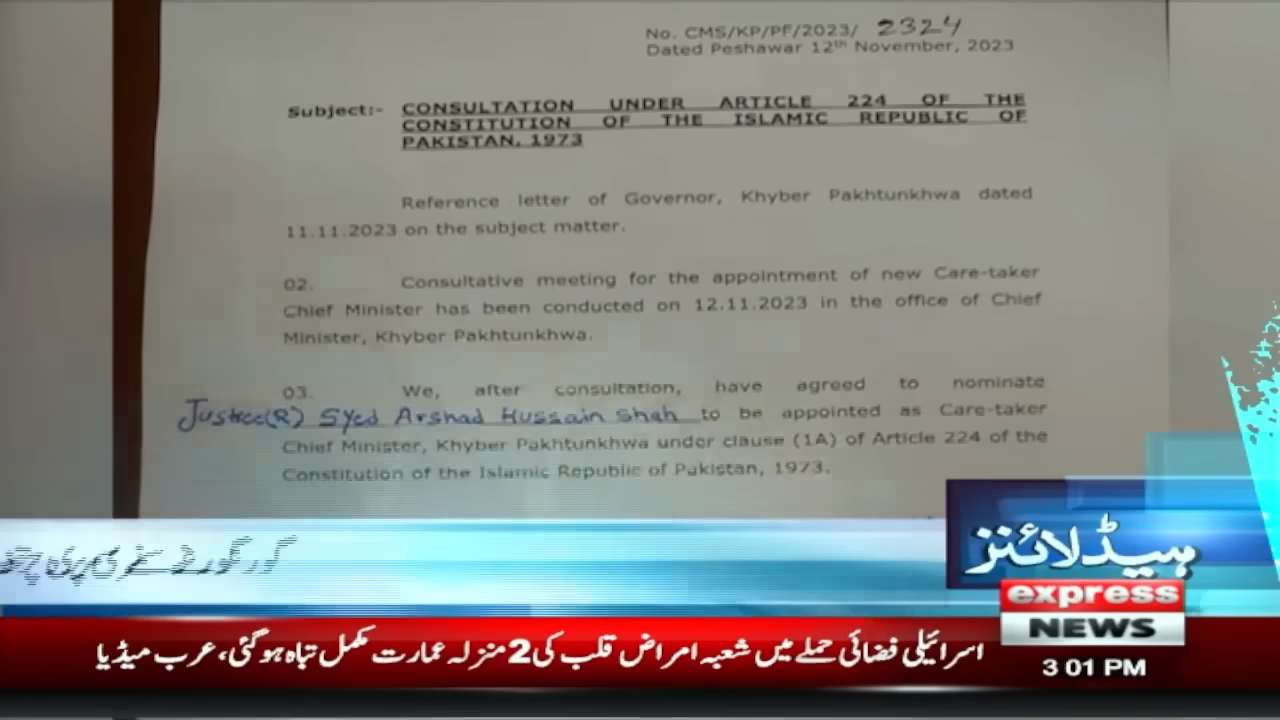 No. CMS/KP/PF/2023/ 2324
Dated Peshawar 12th November, 2023
Subject:- CONSULTATION UNDER ARTICLE 224 OF THE
CONSTITUTION OF THE ISLAMIC REPUBLIC OF
PAKISTAN, 1973
Reference letter of Governor, Khyber Pakhtunkhwa dated
11.11.2023 on the subject matter.
02. Consultative meeting for the appointment of new Care-taker
Chief Minister has been conducted on 12.11.2023 in the office of Chief
Minister, Khyber Pakhtunkhwa.
03. We, after consultation, have agreed to nominate
Justice(R) Syed Arshad Hussain Shah to be appointed as Care-taker
Chief Minister, Khyber Pakhtunkhwa under clause (1A) of Article 224 of the
Constitution of the Islamic Republic of Pakistan, 1973.
ہیڈلائنز
express
NEWS
3:01 PM
اسرائیلی فضائی حملے میں شعبہ امراض قلب کی 2 منزلہ عمارت مکمل تباہ ہوگئی، عرب میڈیا